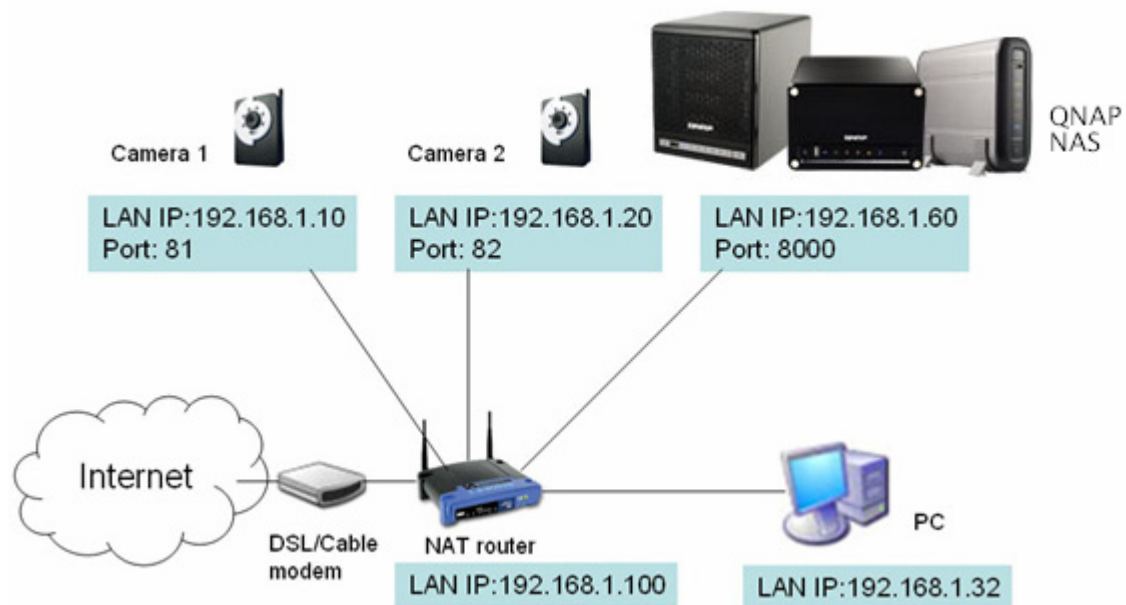 QNAP
NAS
Camera 1
Camera 2
LAN IP:192.168.1.10
Port: 81
LAN IP:192.168.1.20
Port: 82
LAN IP:192.168.1.60
Port: 8000
Internet
DSL/Cable
modem
NAT router
LAN IP:192.168.1.100
PC
LAN IP:192.168.1.32